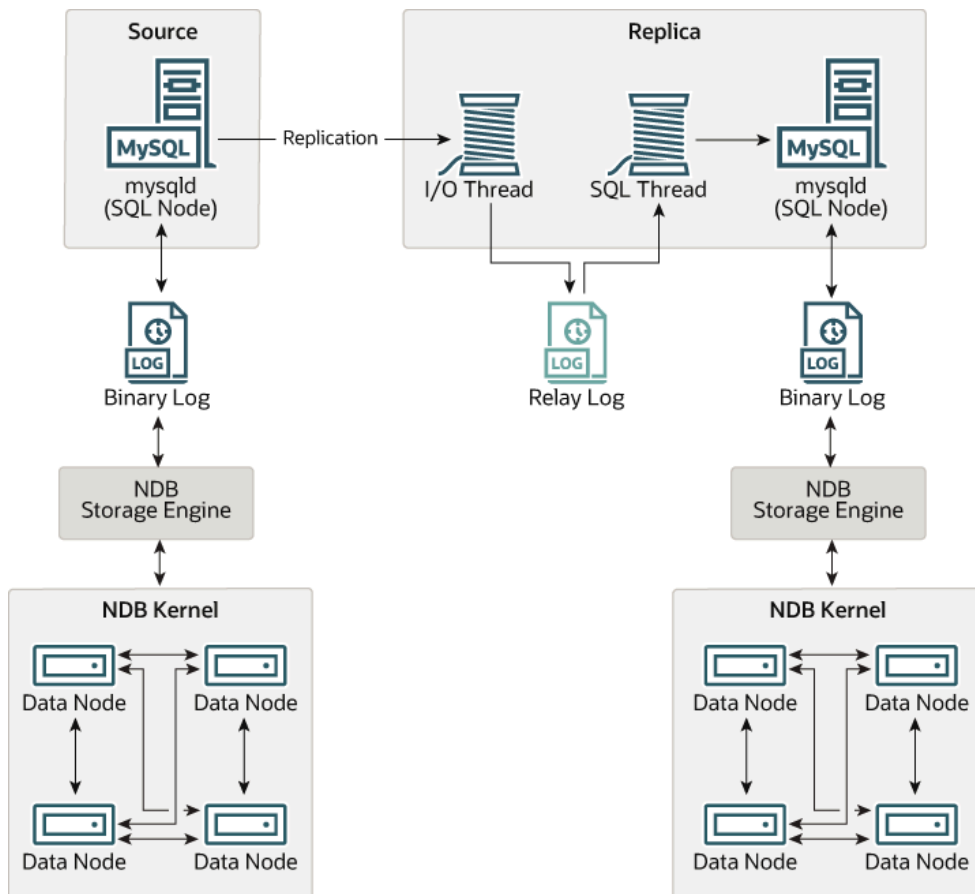 Source
Replica
MySQL
Replication
MySQL
mysqld
(SQL Node)
I/O Thread
SQL Thread
mysqld
(SQL Node)
LOG
LOG
LOG
Binary Log
Relay Log
Binary Log
NDB
Storage Engine
NDB
Storage Engine
NDB Kernel
NDB Kernel
Data Node
Data Node
Data Node
Data Node
Data Node
Data Node
Data Node
Data Node